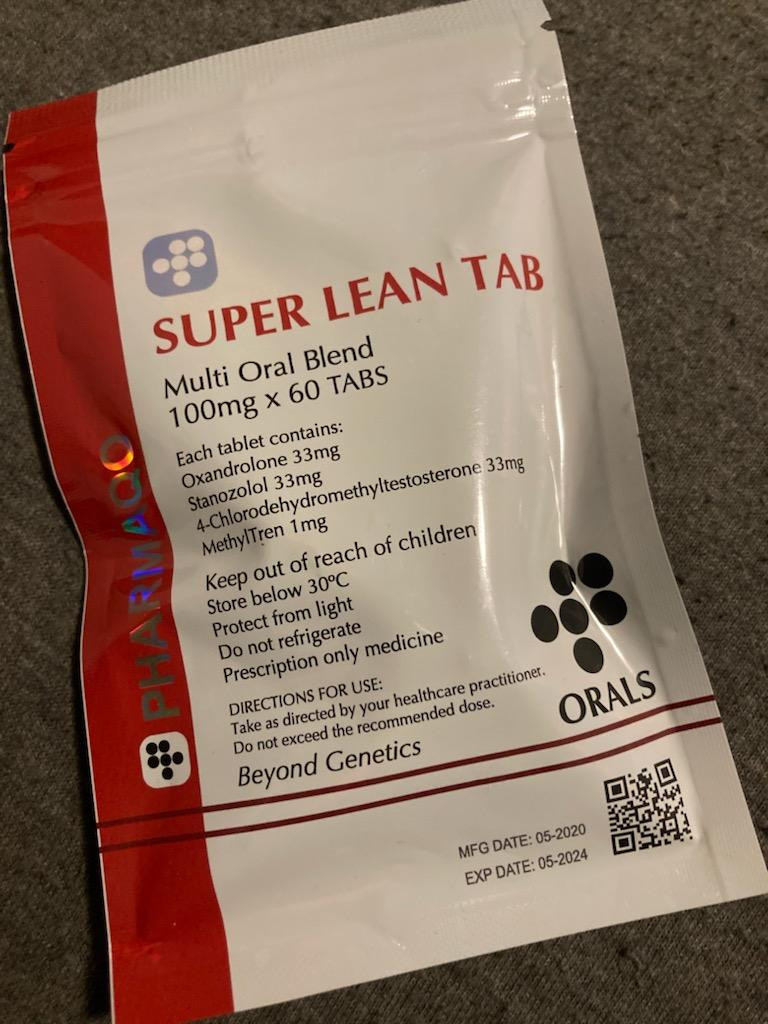 SUPER LEAN TAB
Multi Oral Blend
100mg x 60 TABS
Each tablet contains:
Oxandrolone 33mg
Stanozolol 33mg
4-Chlorodehydromethyltestosterone 33mg
MethylTren 1mg
Keep out of reach of children
Store below 30ºC
Protect from light
Do not refrigerate
Prescription only medicine
DIRECTIONS FOR USE:
Take as directed by your healthcare practitioner.
Do not exceed the recommended dose.
Beyond Genetics
ORALS
PHARMAQO
MFG DATE: 05-2020
EXP DATE: 05-2024